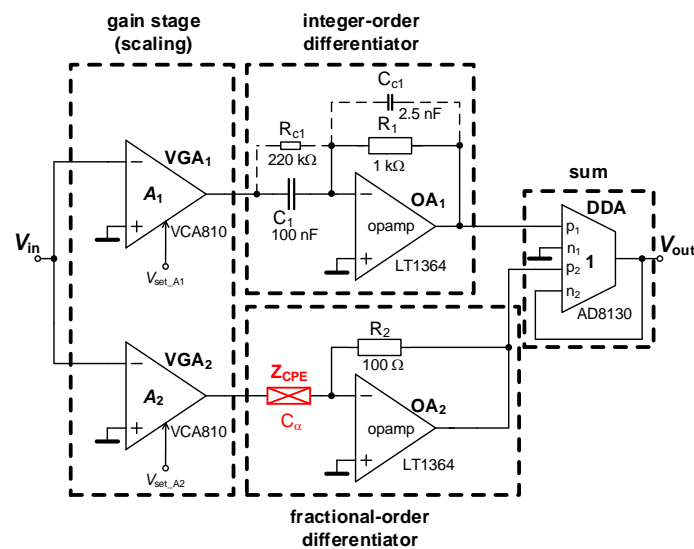 gain stage
(scaling)
integer-order
differentiator
Cc1
2.5 nF
Rc1
220 kΩ
R1
1 kΩ
VGA1
A1
VCA810
Vset_A1
C1
100 nF
OA1
opamp
LT1364
sum
DDA
p1
n1
p2
n2
1
AD8130
Vin
Vout
VGA2
A2
VCA810
Vset_A2
ZCPE
Cα
R2
100 Ω
OA2
opamp
LT1364
fractional-order
differentiator